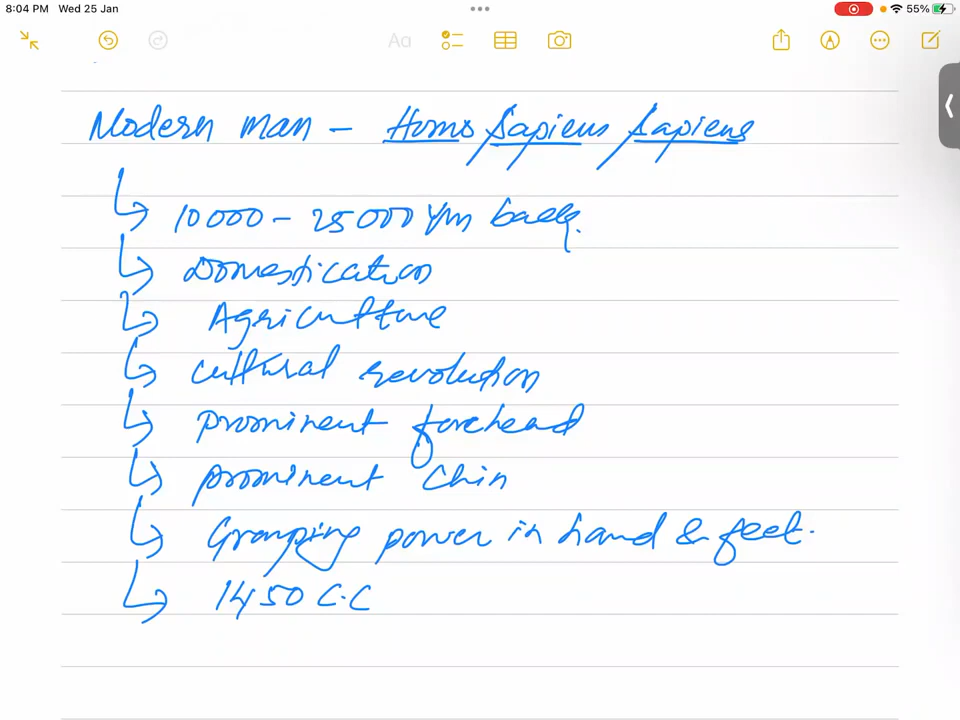 8:04 PM Wed 25 Jan
55%
Aa
Modern man – Homo Sapiens Sapiens
10000 – 25000 yrs back.
Domestication
Agriculture
cultural revolution
prominent forehead
prominent chin
Grasping power in hand & feet.
1450 C.C